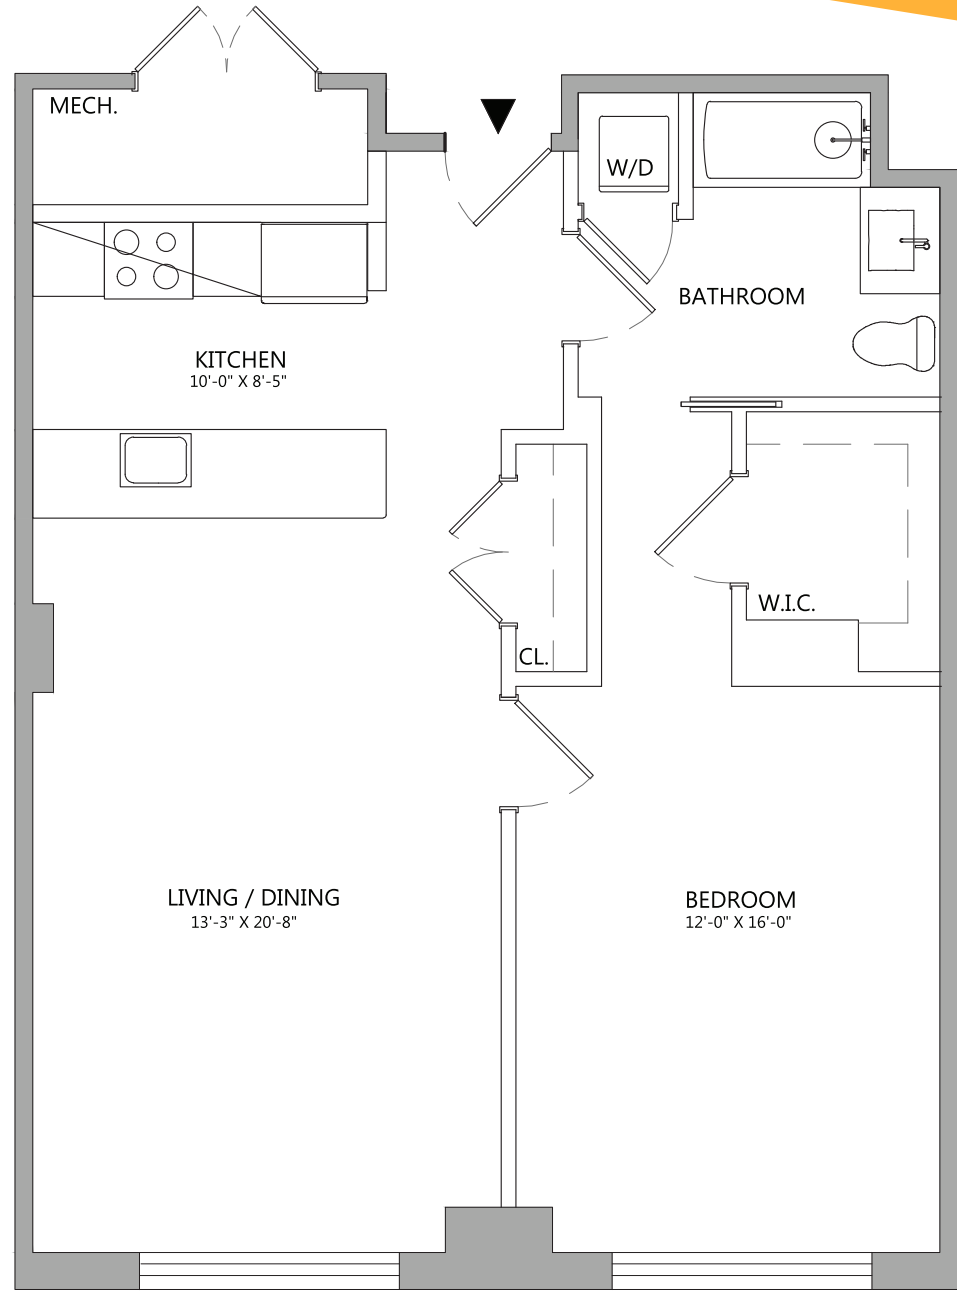 MECH.
W/D
BATHROOM
KITCHEN
10'-0" X 8'-5"
W.I.C.
CL.
LIVING / DINING
13'-3" X 20'-8"
BEDROOM
12'-0" X 16'-0"